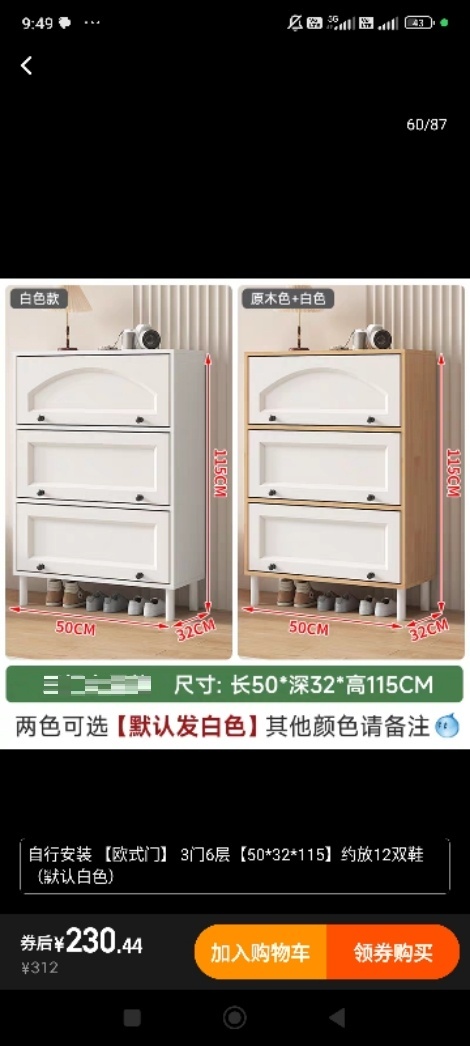 9:49
3G
43
60/87
白色款
原木色+白色
115CM
115CM
50CM
32CM
50CM
32CM
尺寸: 长50*深32*高115CM
两色可选【默认发白色】其他颜色请备注
自行安装 【欧式门】 3门6层【50*32*115】约放12双鞋
（默认白色）
券后¥230.44
¥312
加入购物车
领券购买